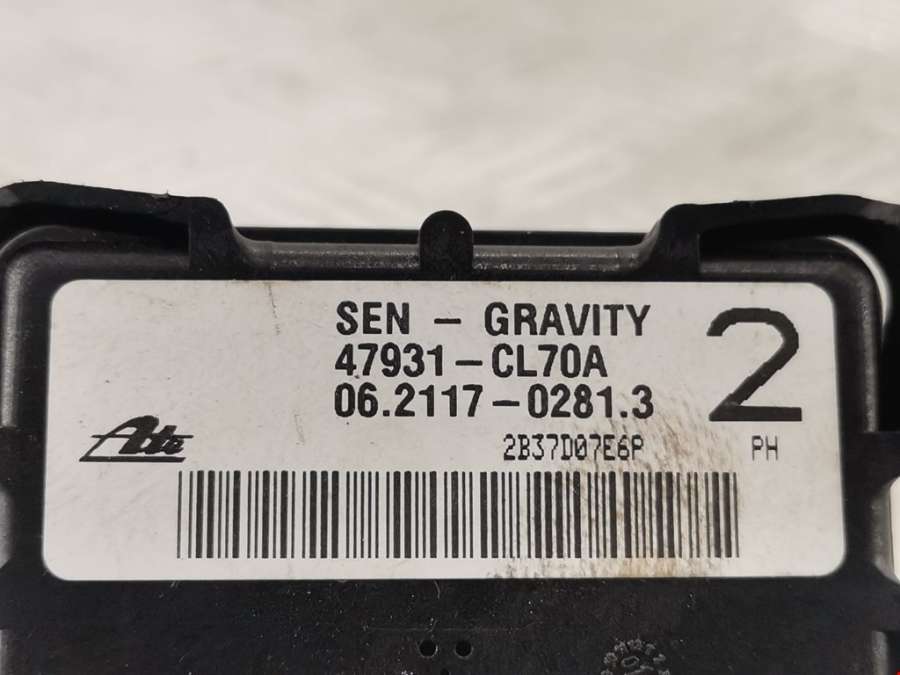 SEN - GRAVITY
47931-CL70A
06.2117-0281.3
2
Ate
2B37D07E6P
PH